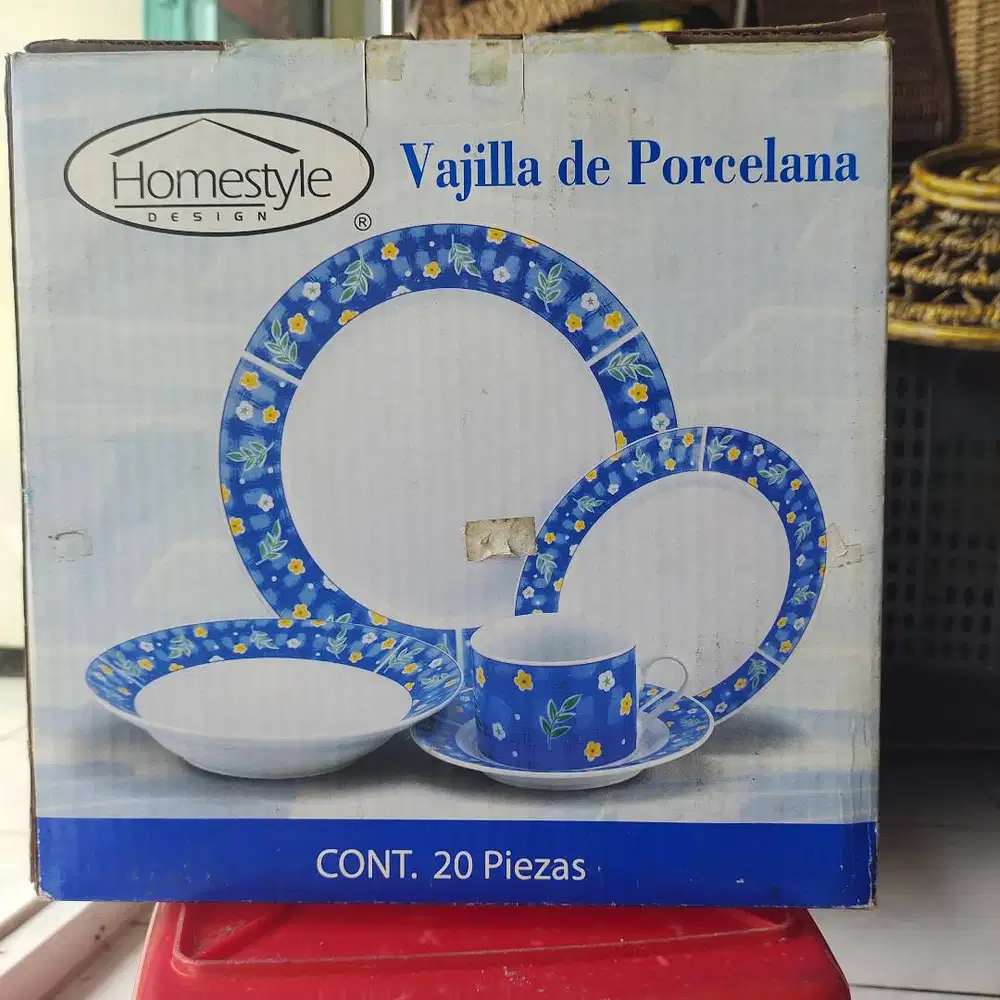 Homestyle
DESIGN
®
Vajilla de Porcelana
CONT. 20 Piezas